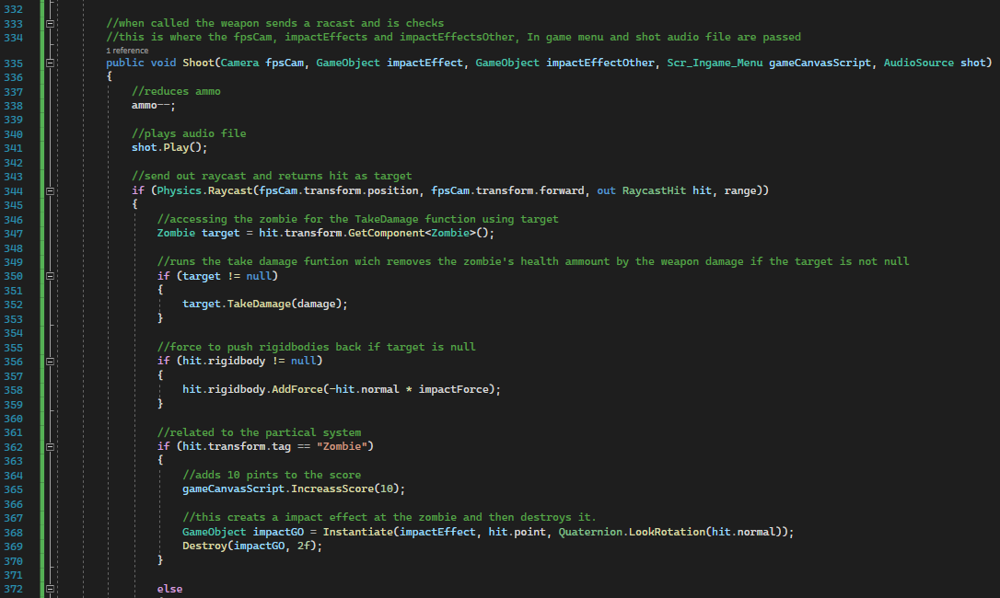 332
333 //when called the weapon sends a racast and is checks
334 //this is where the fpsCam, impactEffects and impactEffectsOther, In game menu and shot audio file are passed
1 reference
335 public void Shoot(Camera fpsCam, GameObject impactEffect, GameObject impactEffectOther, Scr_Ingame_Menu gameCanvasScript, AudioSource shot)
336 {
337 //reduces ammo
338 ammo--;
339
340 //plays audio file
341 shot.Play();
342
343 //send out raycast and returns hit as target
344 if (Physics.Raycast(fpsCam.transform.position, fpsCam.transform.forward, out RaycastHit hit, range))
345 {
346 //accessing the zombie for the TakeDamage function using target
347 Zombie target = hit.transform.GetComponent<Zombie>();
348
349 //runs the take damage funtion wich removes the zombie's health ammount by the weapon damage if the target is not null
350 if (target != null)
351 {
352 target.TakeDamage(damage);
353 }
354
355 //force to push rigidbodies back if target is null
356 if (hit.rigidbody != null)
357 {
358 hit.rigidbody.AddForce(-hit.normal * impactForce);
359 }
360
361 //related to the partical system
362 if (hit.transform.tag == "Zombie")
363 {
364 //adds 10 pints to the score
365 gameCanvasScript.IncreassScore(10);
366
367 //this creats a impact effect at the zombie and then destroys it.
368 GameObject impactGO = Instantiate(impactEffect, hit.point, Quaternion.LookRotation(hit.normal));
369 Destroy(impactGO, 2f);
370 }
371
372 else